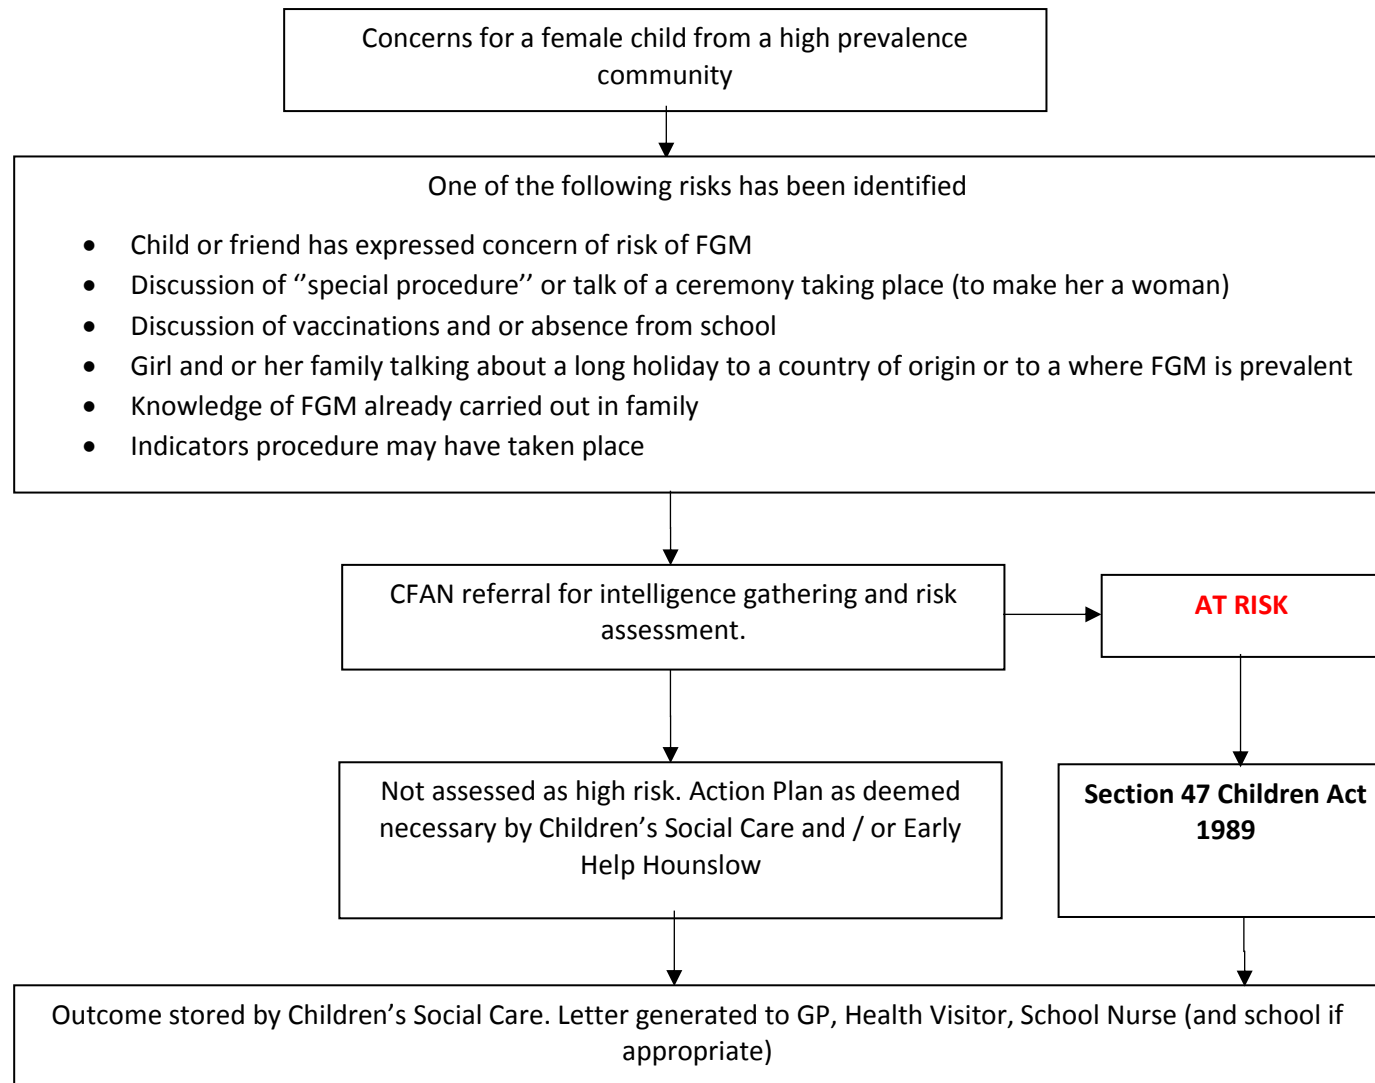 Concerns for a female child from a high prevalence
community
One of the following risks has been identified
• Child or friend has expressed concern of risk of FGM
• Discussion of ‘’special procedure’’ or talk of a ceremony taking place (to make her a woman)
• Discussion of vaccinations and or absence from school
• Girl and or her family talking about a long holiday to a country of origin or to a where FGM is prevalent
• Knowledge of FGM already carried out in family
• Indicators procedure may have taken place
CFAN referral for intelligence gathering and risk
assessment.
AT RISK
Not assessed as high risk. Action Plan as deemed
necessary by Children’s Social Care and / or Early
Help Hounslow
Section 47 Children Act
1989
Outcome stored by Children’s Social Care. Letter generated to GP, Health Visitor, School Nurse (and school if
appropriate)